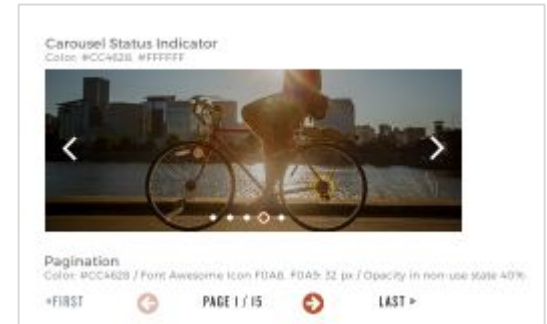 Carousel Status Indicator
Color: #CC4628, #FFFFFF
Pagination
Color: #CC4628 / Font Awesome Icon F0A8, F0A9: 32 px / Opacity in non-use state 40%
«FIRST PAGE 1 / 15 LAST »